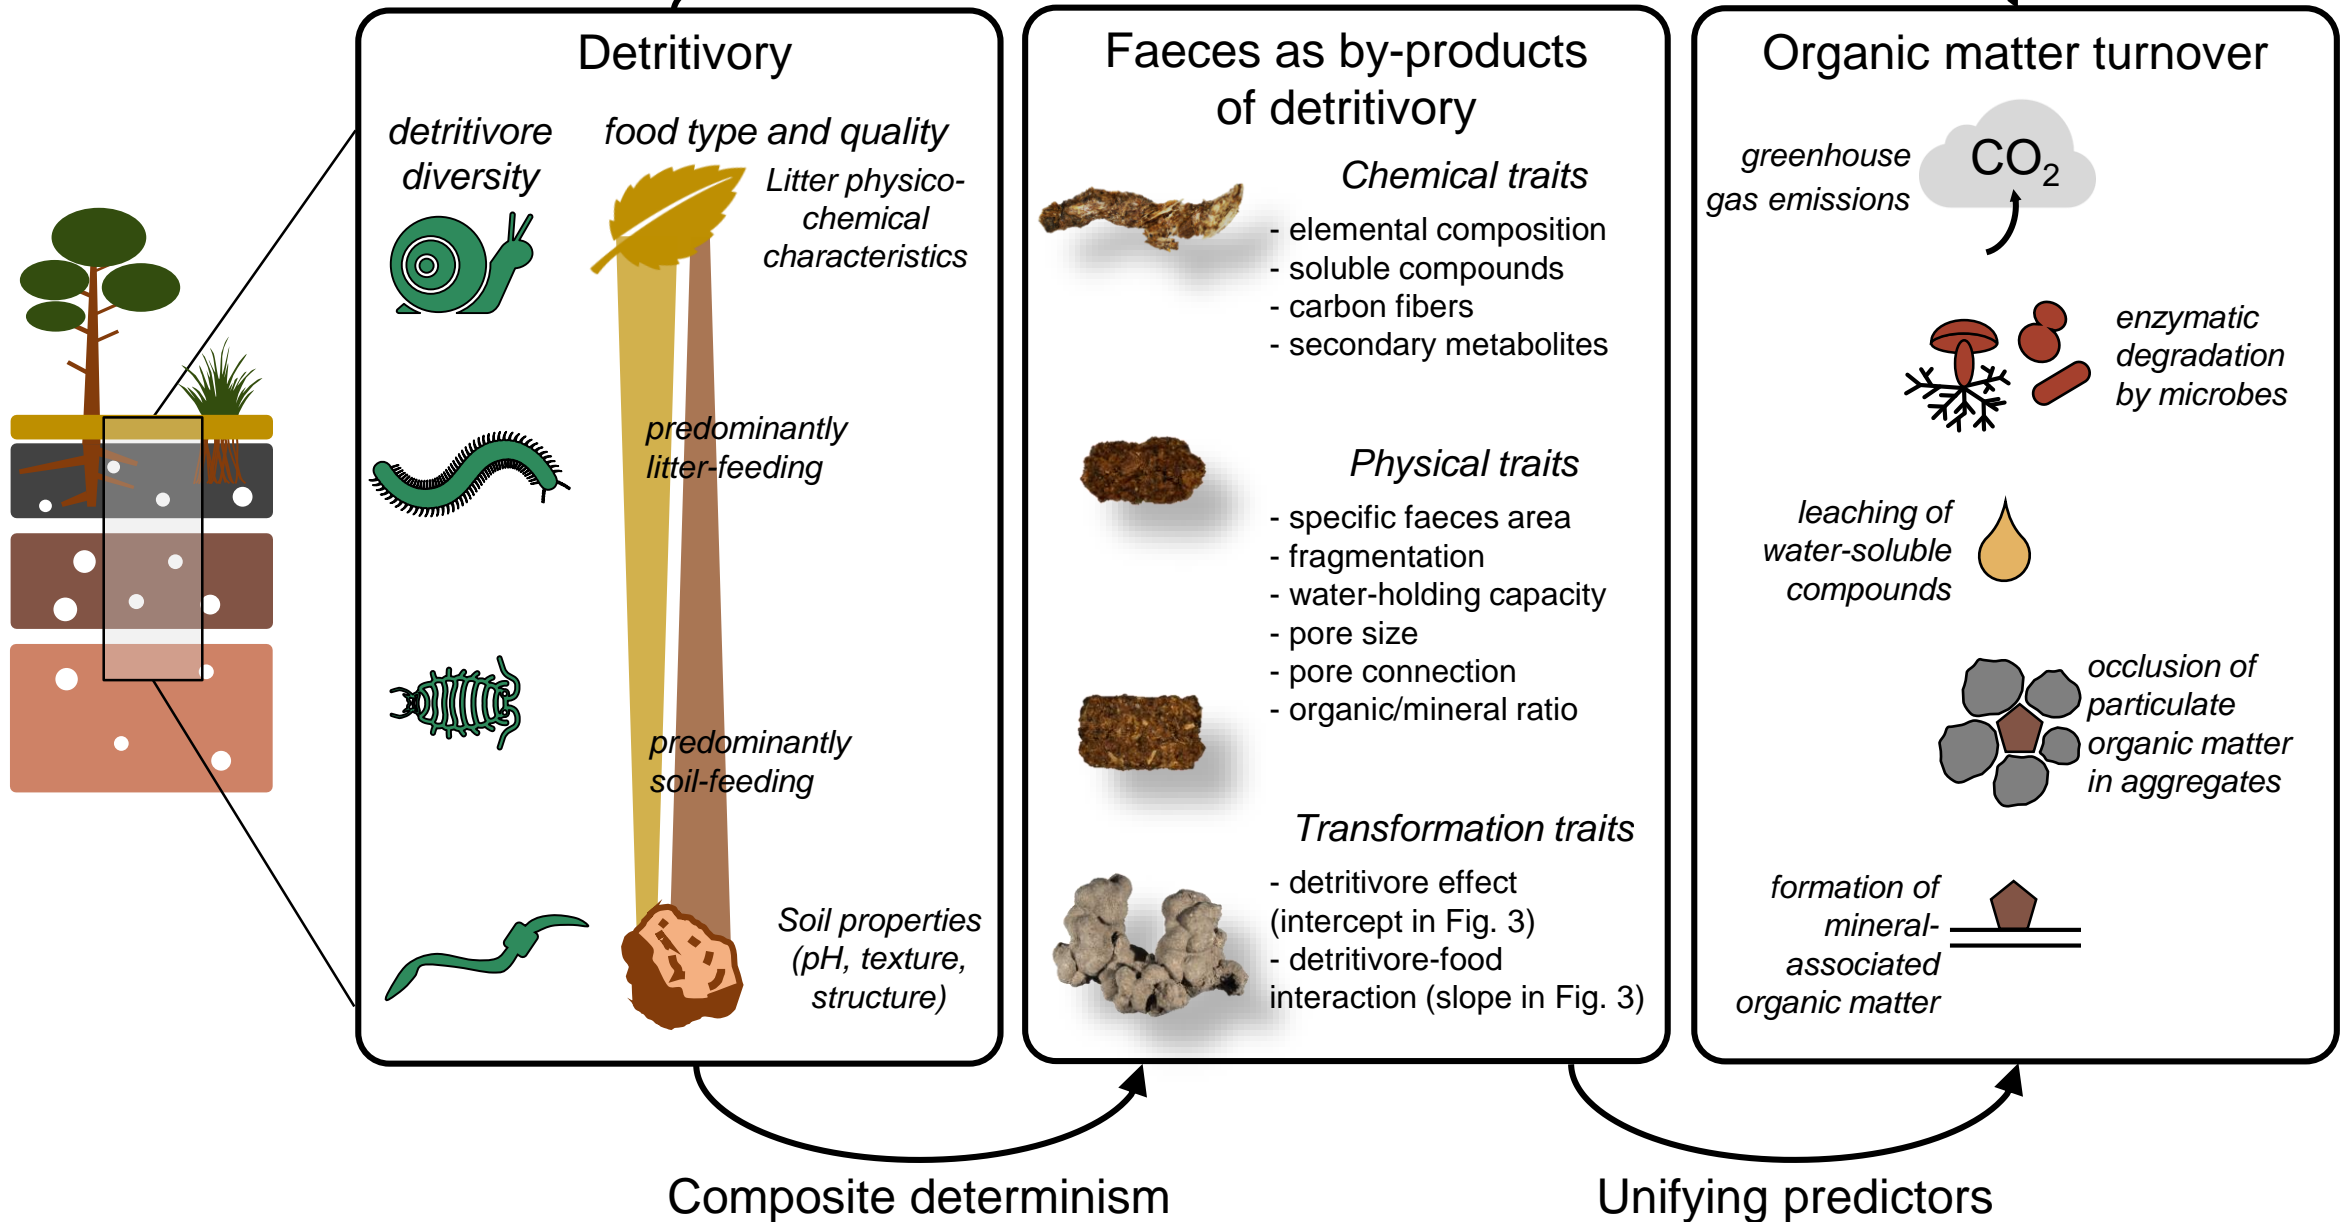 Detritivory
detritivore
diversity
food type and quality
Litter physico-
chemical
characteristics
predominantly
litter-feeding
predominantly
soil-feeding
Soil properties
(pH, texture,
structure)
Faeces as by-products
of detritivory
Chemical traits
- elemental composition
- soluble compounds
- carbon fibers
- secondary metabolites
Physical traits
- specific faeces area
- fragmentation
- water-holding capacity
- pore size
- pore connection
- organic/mineral ratio
Transformation traits
- detritivore effect
(intercept in Fig. 3)
- detritivore-food
interaction (slope in Fig. 3)
Organic matter turnover
greenhouse
gas emissions
CO₂
enzymatic
degradation
by microbes
leaching of
water-soluble
compounds
occlusion of
particulate
organic matter
in aggregates
formation of
mineral-
associated
organic matter
Composite determinism
Unifying predictors